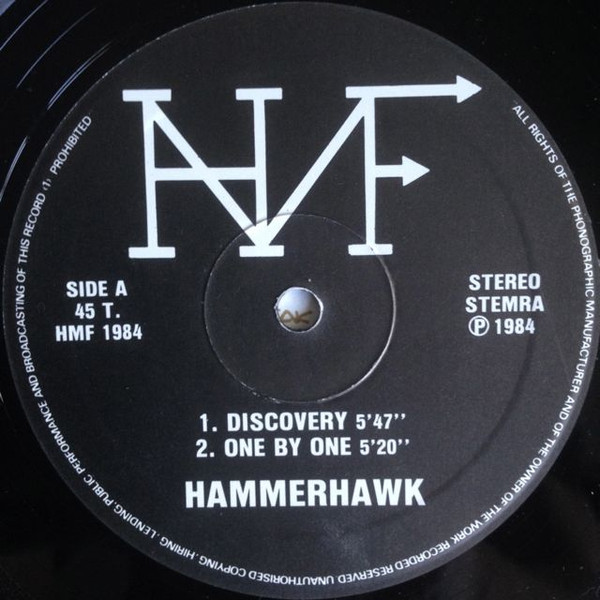 HMF
SIDE A
45 T.
HMF 1984
STEREO
STEMRA
Ⓟ 1984
1. DISCOVERY 5'47''
2. ONE BY ONE 5'20''
HAMMERHAWK
ALL RIGHTS OF THE PHONOGRAPHIC MANUFACTURER AND OF THE OWNER OF THE WORK RECORDED RESERVED UNAUTHORISED COPYING. HIRING. LENDING. PUBLIC PERFORMANCE AND BROADCASTING OF THIS RECORD (1) PROHIBITED